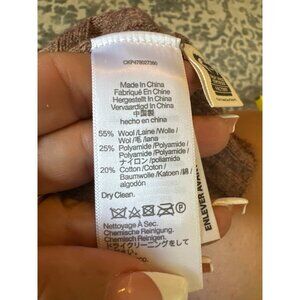 CKP478027390
Made In China
Fabriqué En China
Hergestellt In China
Vervaardigd In China
中国製
hecho en china
55% Wool/Laine/Wolle/
Wol/毛/lana
25% Polyamide/Polyamide/
Polyamid/Polyamide/
ナイロン/poliamida
20% Cotton/Coton/
Baumwolle/Katoen/綿/
algodón
Dry Clean.
Nettoyage À Sec.
Chemische Reinigung.
Chemisch Reinigen.
ドライクリーニングをして
ENLEVER